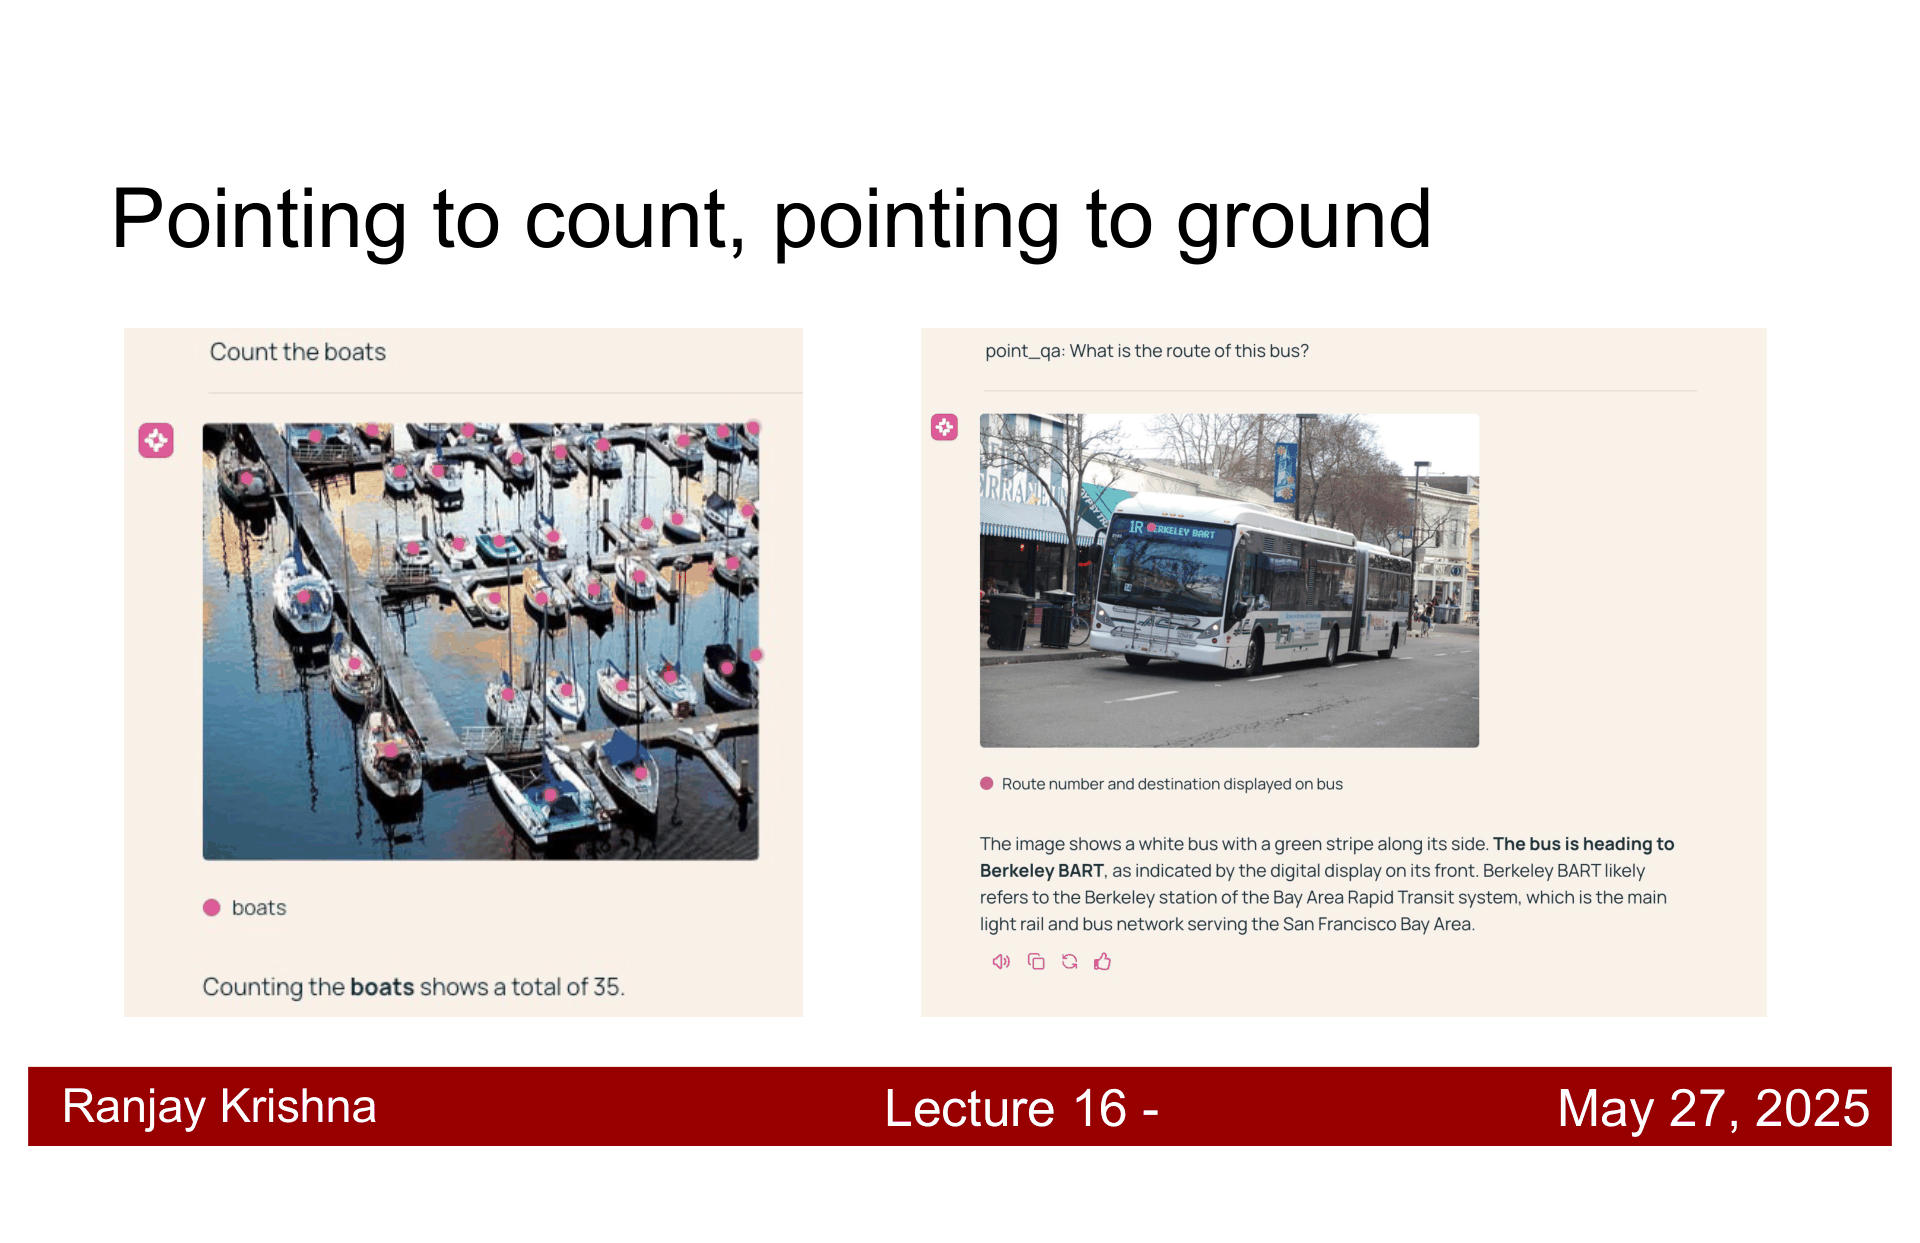 Pointing to count, pointing to ground
Count the boats
boats
Counting the boats shows a total of 35.
point_qa: What is the route of this bus?
1R BERKELEY BART
Route number and destination displayed on bus
The image shows a white bus with a green stripe along its side. The bus is heading to
Berkeley BART, as indicated by the digital display on its front. Berkeley BART likely
refers to the Berkeley station of the Bay Area Rapid Transit system, which is the main
light rail and bus network serving the San Francisco Bay Area.
Ranjay Krishna
Lecture 16 -
May 27, 2025